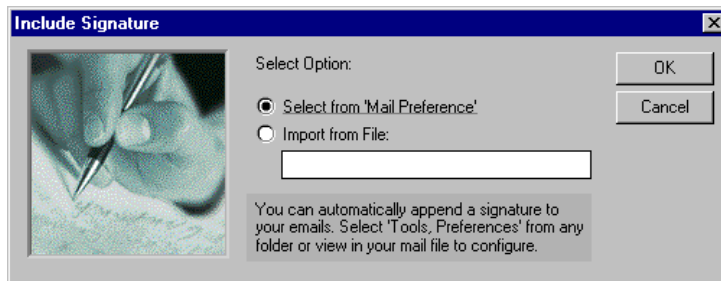 Include Signature
Select Option:
OK
Select from 'Mail Preference'
Cancel
Import from File:
You can automatically append a signature to
your emails. Select 'Tools, Preferences' from any
folder or view in your mail file to configure.